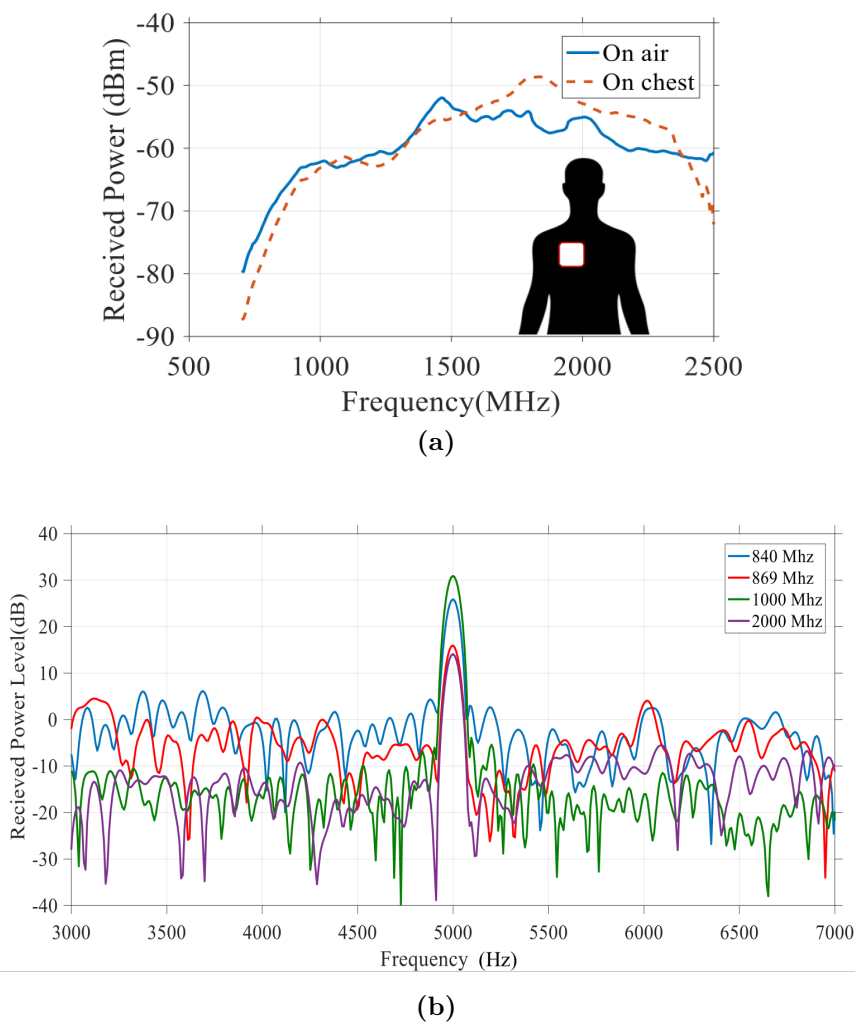 -40
-50
-60
-70
-80
-90
Received Power (dBm)
On air
On chest
500 1000 1500 2000 2500
Frequency(MHz)
(a)
40
30
20
10
0
-10
-20
-30
-40
Recieved Power Level(dB)
840 Mhz
869 Mhz
1000 Mhz
2000 Mhz
3000 3500 4000 4500 5000 5500 6000 6500 7000
Frequency (Hz)
(b)